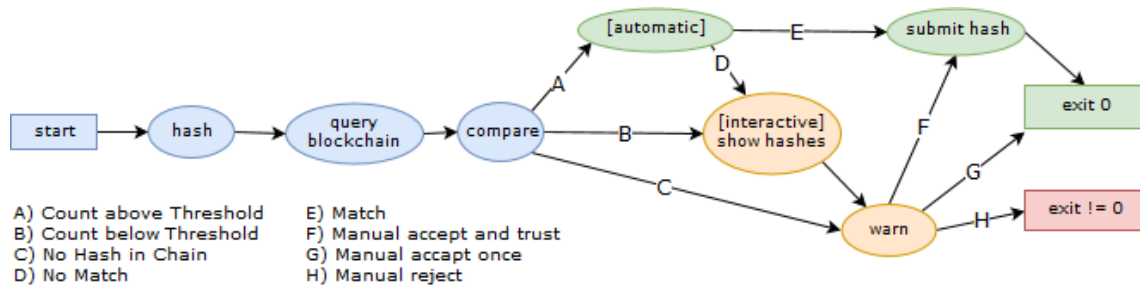 start
hash
query
blockchain
compare
A
B
C
[automatic]
D
E
[interactive]
show hashes
submit hash
F
warn
G
H
exit 0
exit != 0
A) Count above Threshold
B) Count below Threshold
C) No Hash in Chain
D) No Match
E) Match
F) Manual accept and trust
G) Manual accapt once
H) Manual reject